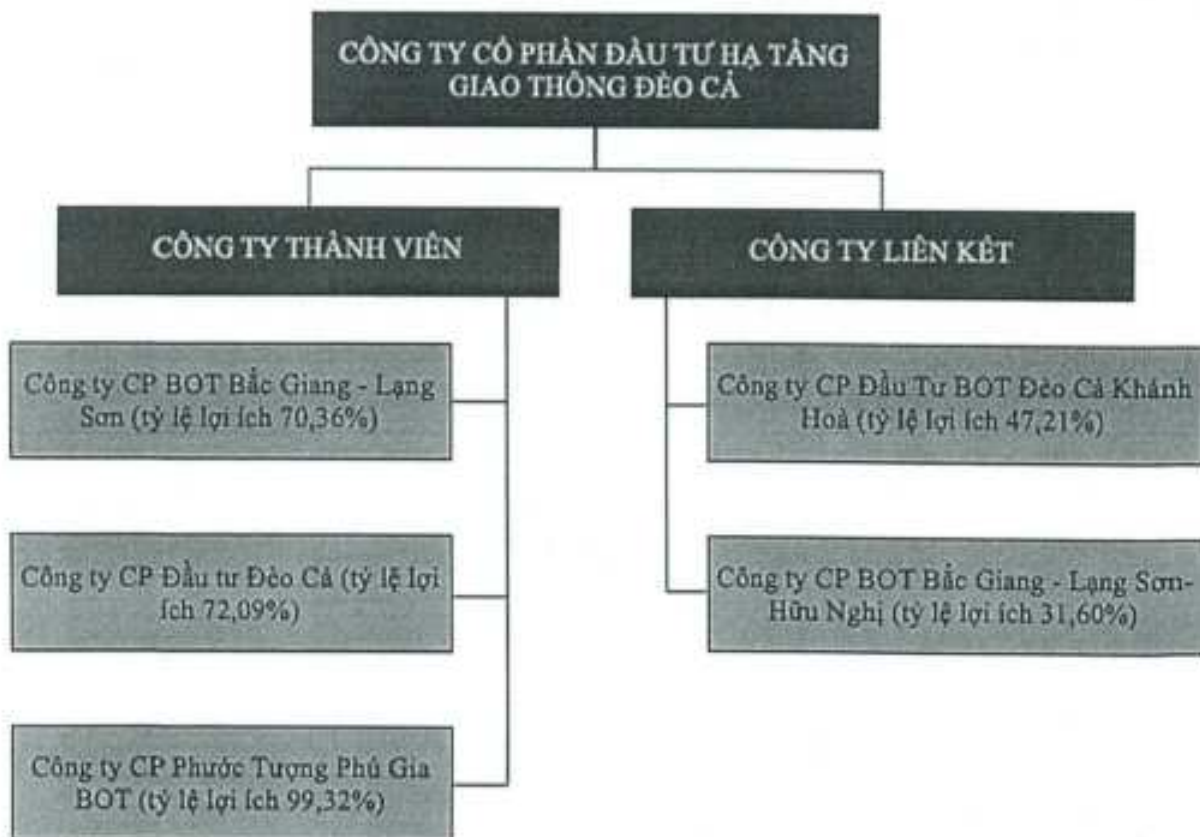 CÔNG TY CỔ PHẦN ĐẦU TƯ HẠ TẦNG
GIAO THÔNG ĐÈO CẢ
CÔNG TY THÀNH VIÊN
Công ty CP BOT Bắc Giang - Lạng
Sơn (tỷ lệ lợi ích 70,36%)
Công ty CP Đầu tư Đèo Cả (tỷ lệ lợi
ích 72,09%)
Công ty CP Phước Tượng Phú Gia
BOT (tỷ lệ lợi ích 99,32%)
CÔNG TY LIÊN KẾT
Công ty CP Đầu Tư BOT Đèo Cả Khánh
Hoà (tỷ lệ lợi ích 47,21%)
Công ty CP BOT Bắc Giang - Lạng Sơn-
Hữu Nghị (tỷ lệ lợi ích 31,60%)